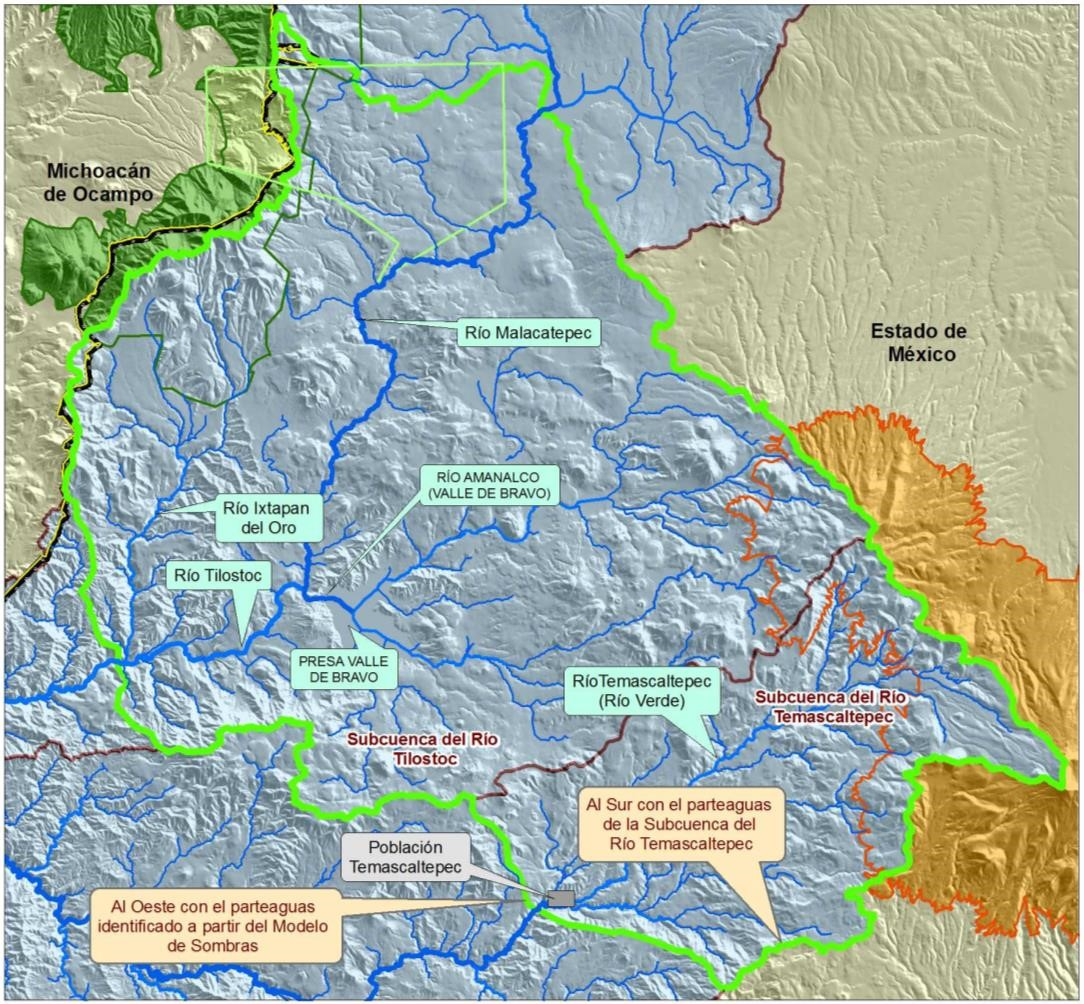 Michoacán
de Ocampo
Río Malacatepec
Estado de
México
RÍO AMANALCO
(VALLE DE BRAVO)
Río Ixtapan
del Oro
Río Tilostoc
PRESA VALLE
DE BRAVO
RíoTemascaltepec
(Río Verde)
Subcuenca del Río
Temascaltepec
Subcuenca del Río
Tilostoc
Al Sur con el parteaguas
de la Subcuenca del
Río Temascaltepec
Población
Temascaltepec
Al Oeste con el parteaguas
identificado a partir del Modelo
de Sombras